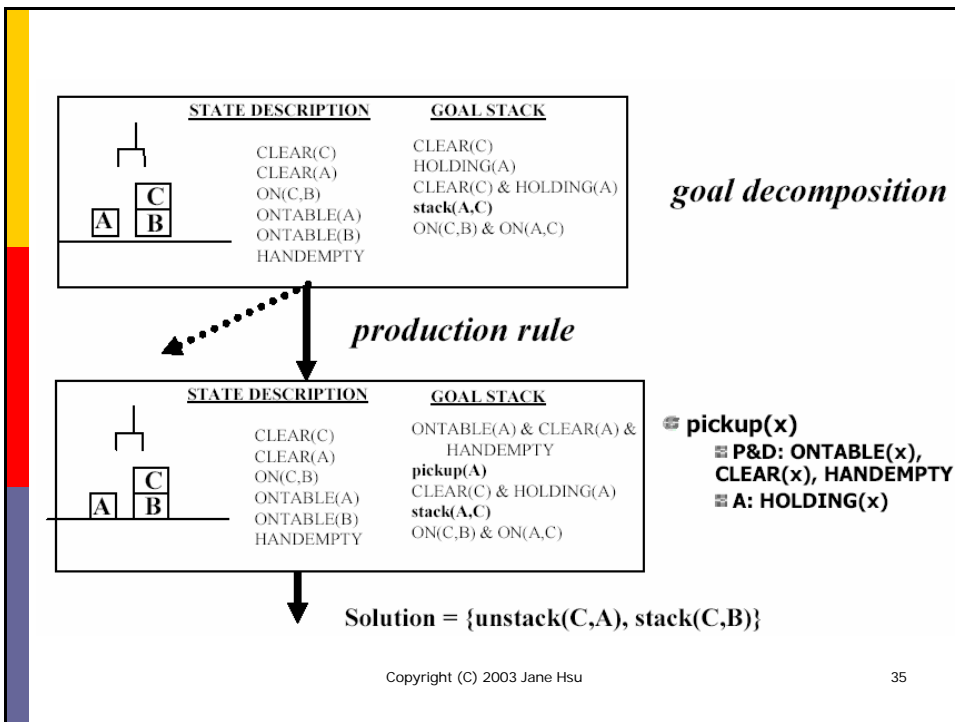 STATE DESCRIPTION
CLEAR(C)
CLEAR(A)
ON(C,B)
ONTABLE(A)
ONTABLE(B)
HANDEMPTY
GOAL STACK
CLEAR(C)
HOLDING(A)
CLEAR(C) & HOLDING(A)
stack(A,C)
ON(C,B) & ON(A,C)
C
A B
goal decomposition
production rule
STATE DESCRIPTION
CLEAR(C)
CLEAR(A)
ON(C,B)
ONTABLE(A)
ONTABLE(B)
HANDEMPTY
GOAL STACK
ONTABLE(A) & CLEAR(A) &
HANDEMPTY
pickup(A)
CLEAR(C) & HOLDING(A)
stack(A,C)
ON(C,B) & ON(A,C)
C
A B
pickup(x)
P&D: ONTABLE(x),
CLEAR(x), HANDEMPTY
A: HOLDING(x)
Solution = {unstack(C,A), stack(C,B)}
Copyright (C) 2003 Jane Hsu
35